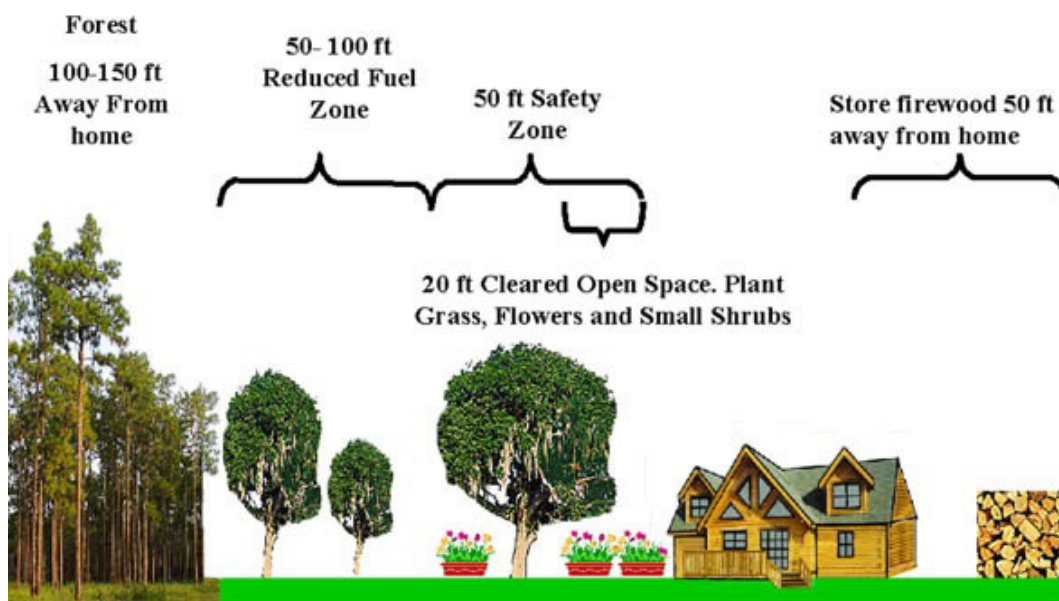 Forest
100-150 ft
Away From
home
50- 100 ft
Reduced Fuel
Zone
50 ft Safety
Zone
Store firewood 50 ft
away from home
20 ft Cleared Open Space. Plant
Grass, Flowers and Small Shrubs